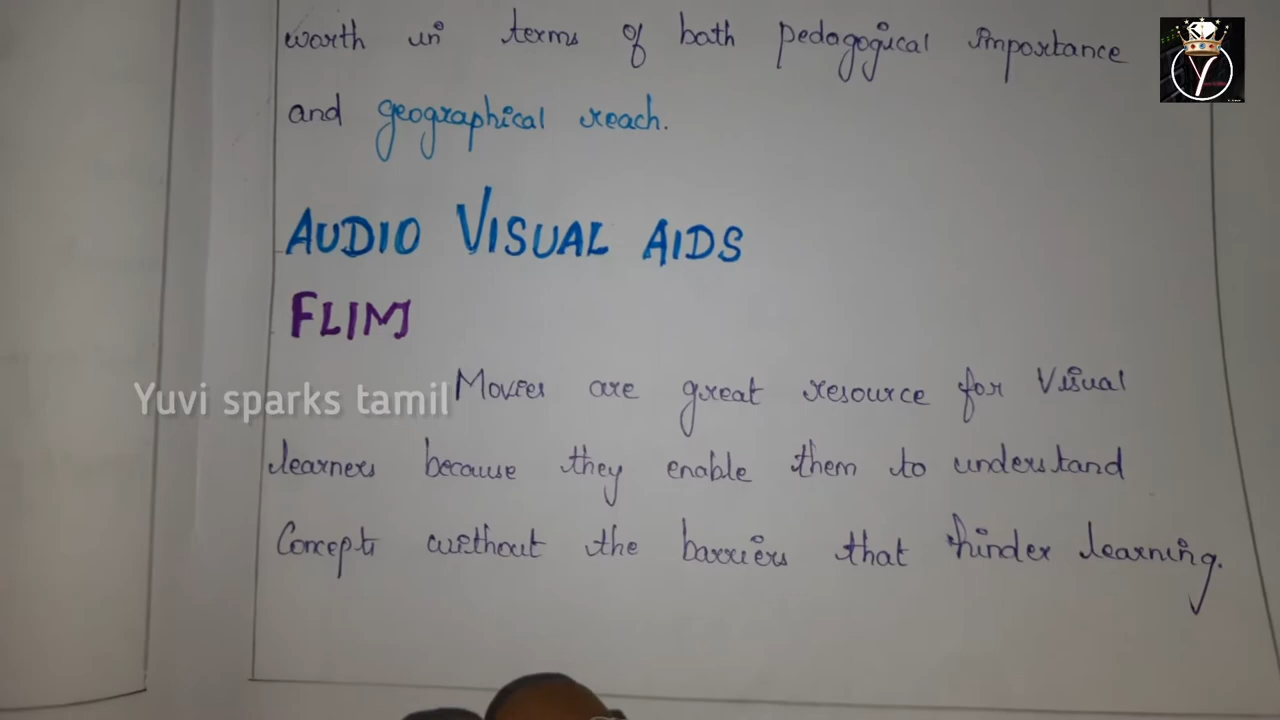 worth in terms of both pedagogical importance
and geographical reach.
AUDIO VISUAL AIDS
FLIM
Yuvi sparks tamil
Movies are great resource for Visual
learners because they enable them to understand
Concepts without the barriers that hinder learning.
Y